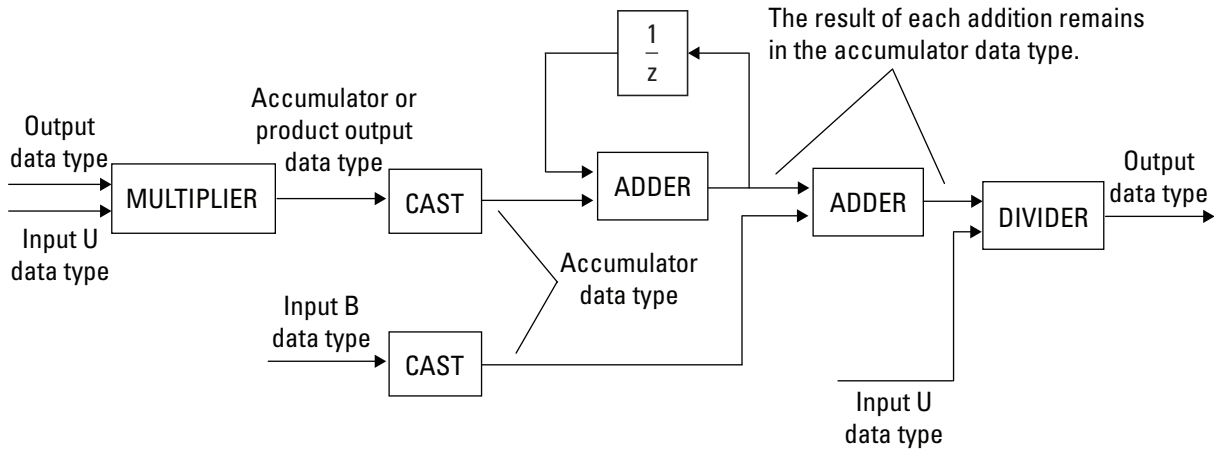 The result of each addition remains
in the accumulator data type.
1
z
Accumulator or
product output
data type
Output
data type
MULTIPLIER
Input U
data type
CAST
ADDER
ADDER
DIVIDER
Output
data type
Accumulator
data type
Input B
data type
CAST
Input U
data type